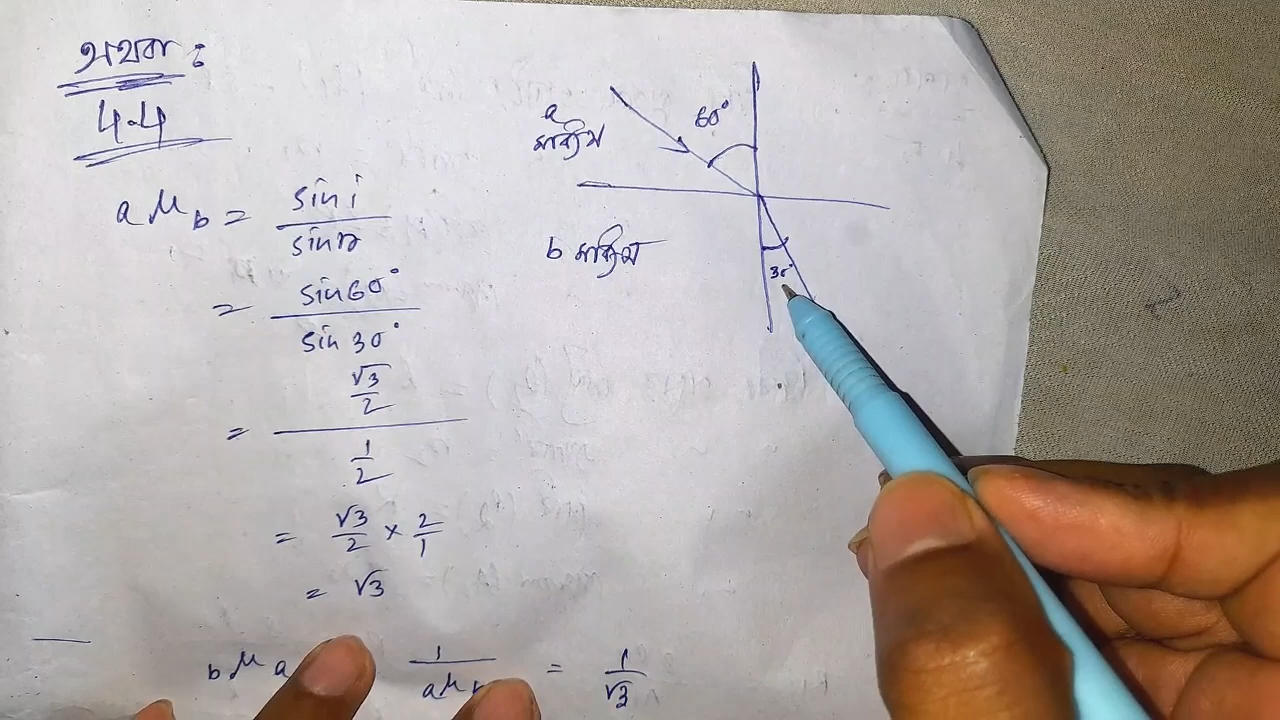 অথবা :
4.4
aμb = sin i / sin r
= sin 60° / sin 30°
= √3/2 / 1/2
= √3/2 × 2/1
= √3
bμa 1/aμb = 1/√3
a
মাধ্যম
60°
b মাধ্যম
30°